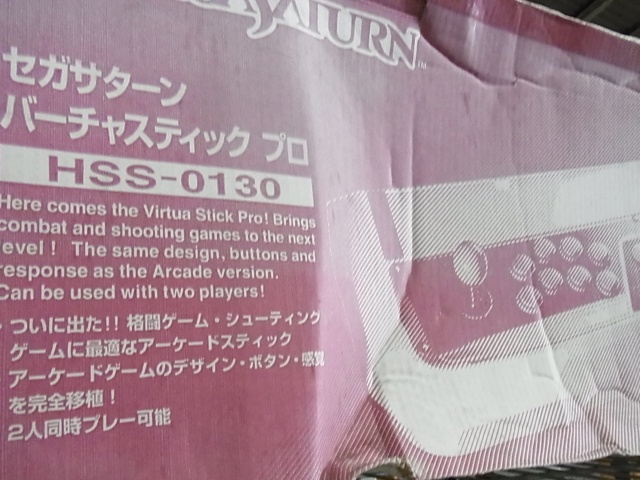 SATURN™
セガサターン
バーチャスティック プロ
HSS-0130
Here comes the Virtua Stick Pro! Brings
combat and shooting games to the next
level! The same design, buttons and
response as the Arcade version.
Can be used with two players!
・ついに出た!! 格闘ゲーム・シューティング
ゲームに最適なアーケードスティック
アーケードゲームのデザイン・ボタン・感覚
を完全移植!
2人同時プレー可能